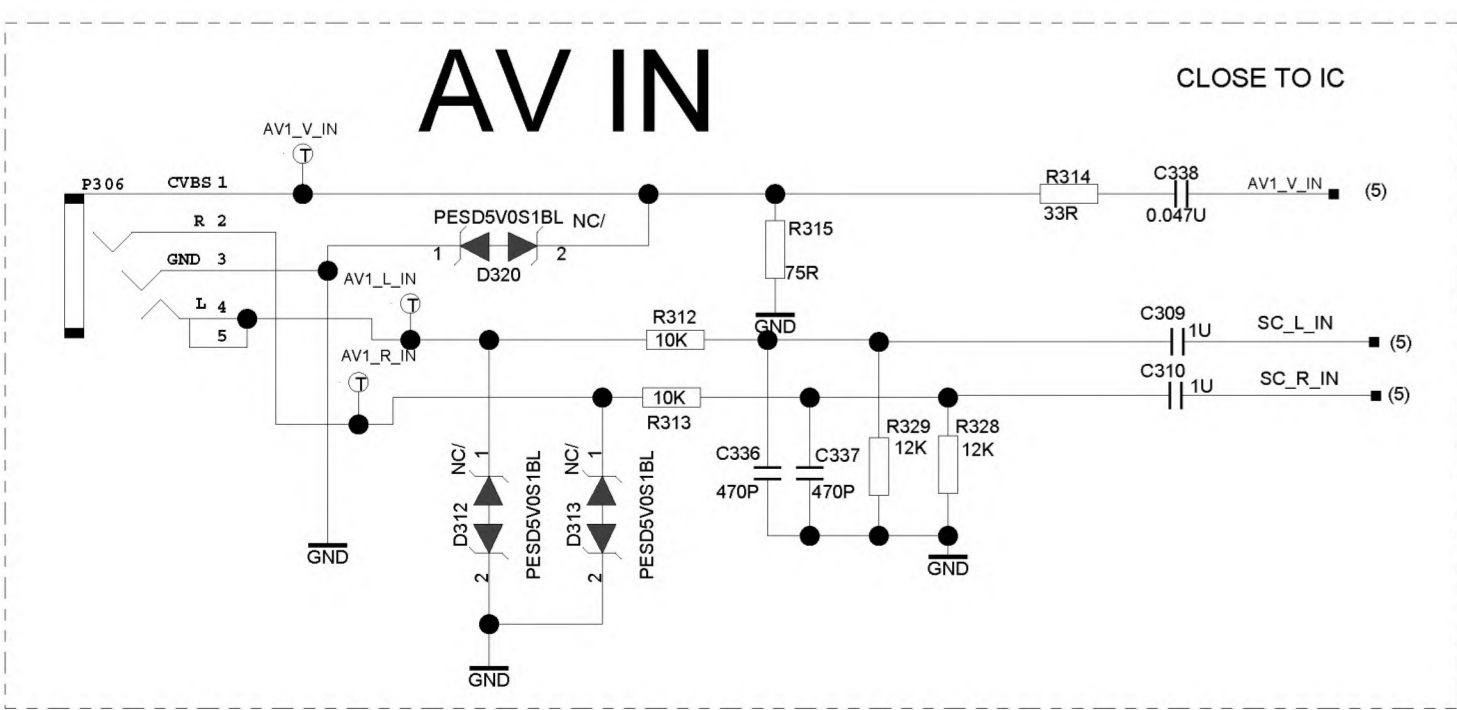 AV IN
CLOSE TO IC
AV1_V_IN
T
P306
CVBS 1
R 2
GND 3
L 4
5
PESD5V0S1BL NC/
1
2
D320
R314
33R
C338
0.047U
AV1_V_IN
(5)
R315
75R
GND
AV1_L_IN
T
AV1_R_IN
T
R312
10K
10K
R313
C309
1U
SC_L_IN
(5)
C310
1U
SC_R_IN
(5)
NC/
1
D312
2
PESD5V0S1BL
NC/
1
D313
2
PESD5V0S1BL
C336
470P
C337
470P
R329
12K
R328
12K
GND
GND
GND